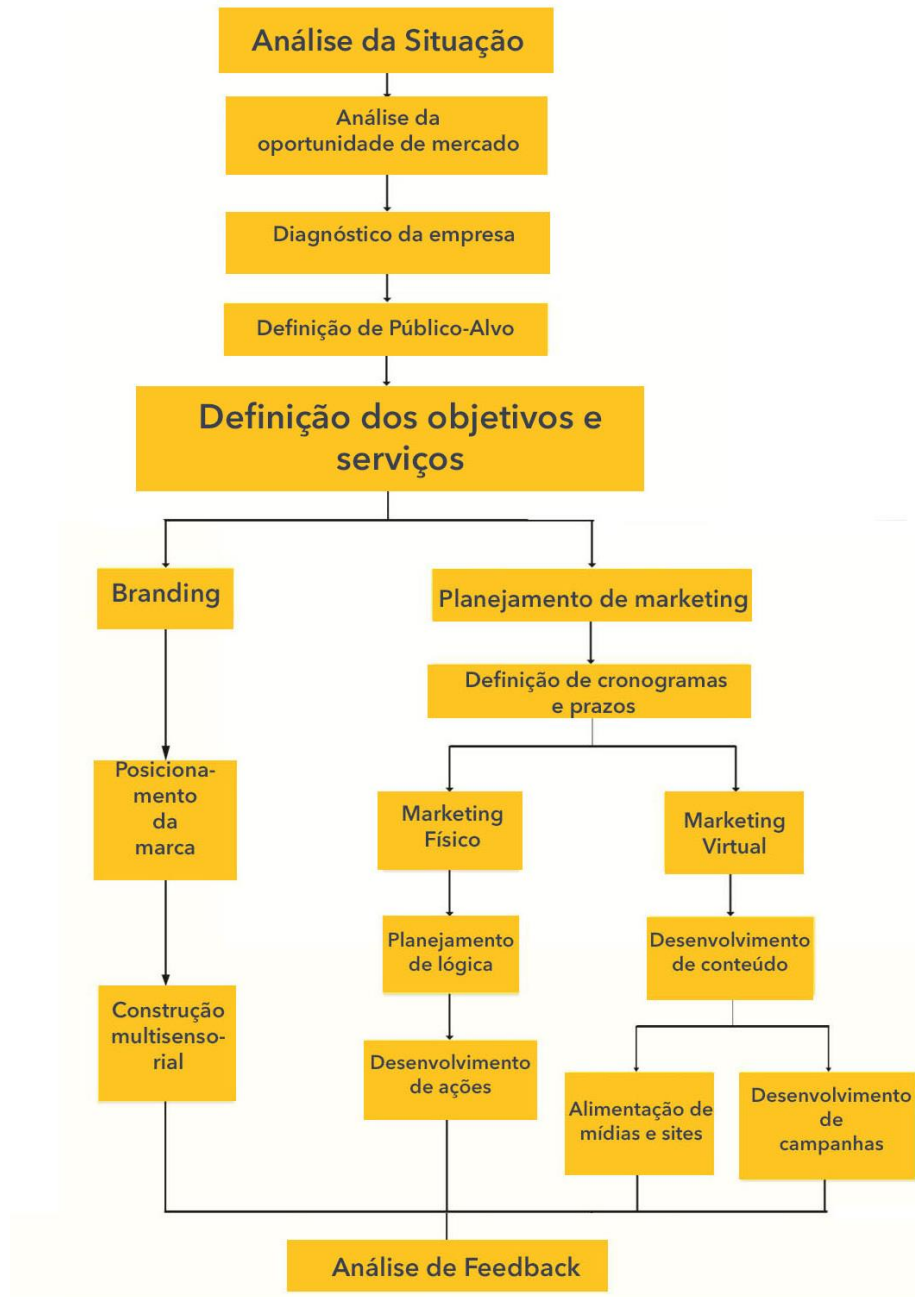 Análise da Situação
Análise da
oportunidade de mercado
Diagnóstico da empresa
Definição de Público-Alvo
Definição dos objetivos e
serviços
Branding
Planejamento de marketing
Definição de cronogramas
e prazos
Posiciona-
mento
da
marca
Marketing
Físico
Marketing
Virtual
Planejamento
de lógica
Desenvolvimento
de conteúdo
Construção
multisenso-
rial
Desenvolvimento
de ações
Alimentação de
mídias e sites
Desenvolvimento
de
campanhas
Análise de Feedback